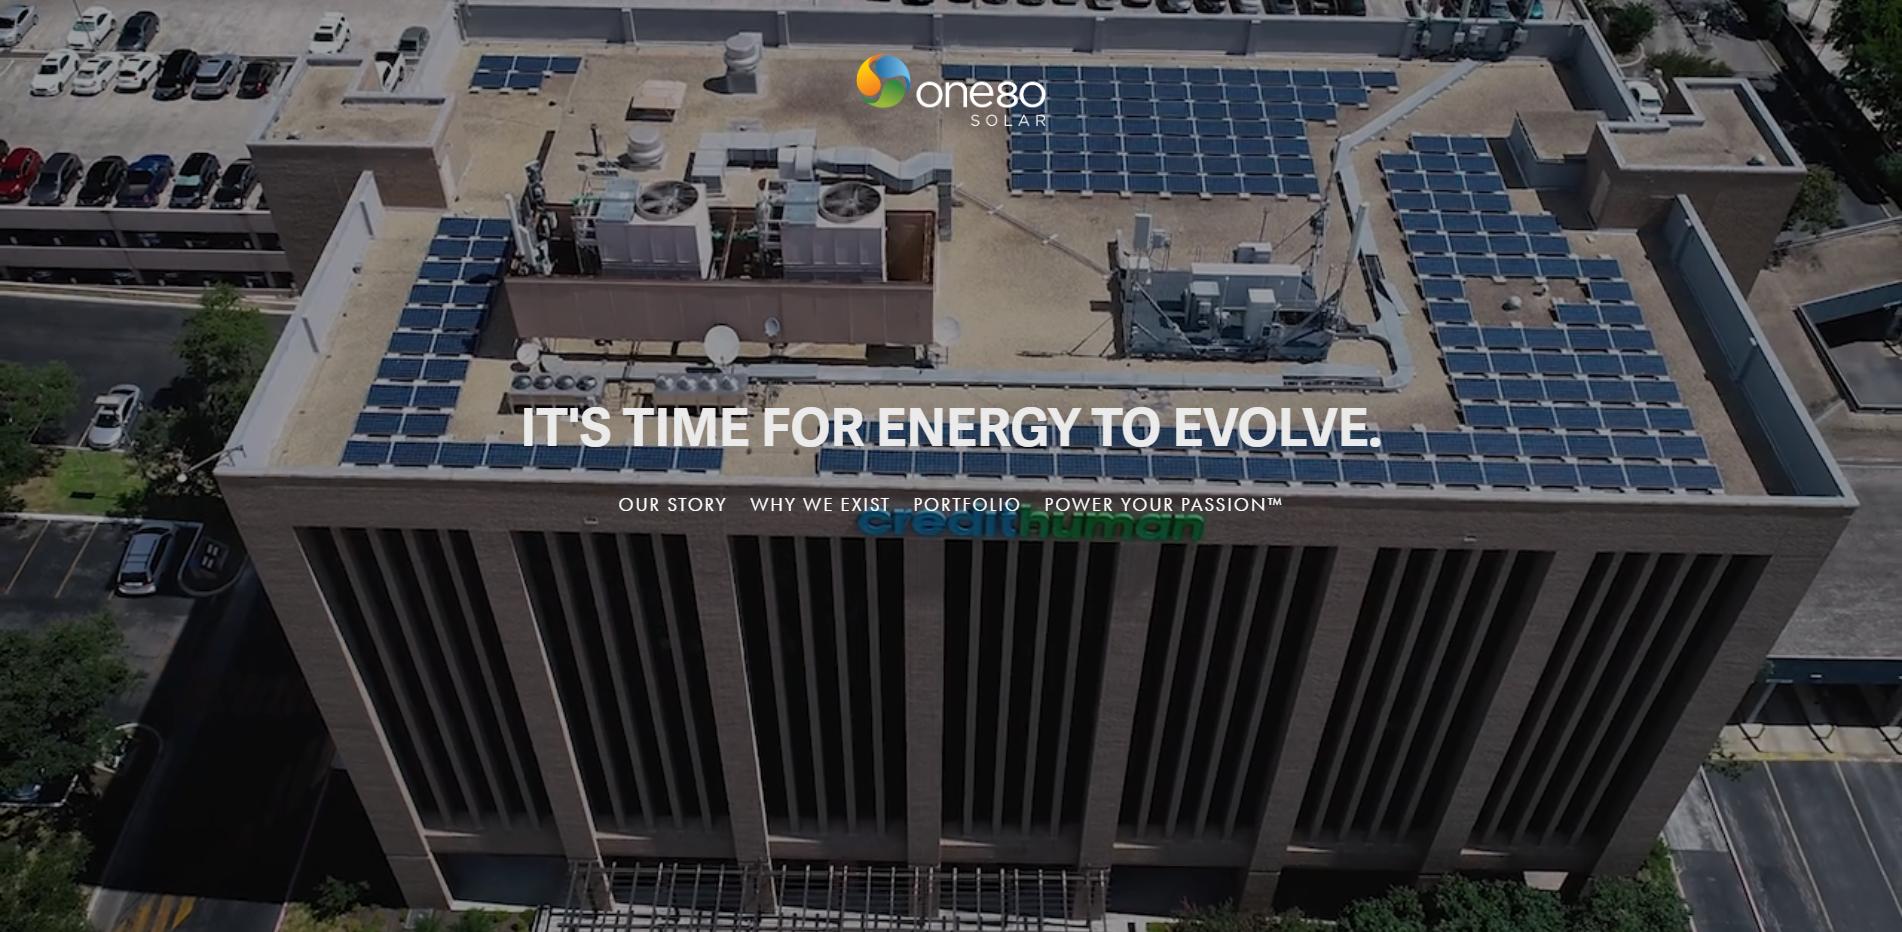 one80
SOLAR
IT'S TIME FOR ENERGY TO EVOLVE.
OUR STORY WHY WE EXIST PORTFOLIO POWER YOUR PASSION™
credithuman